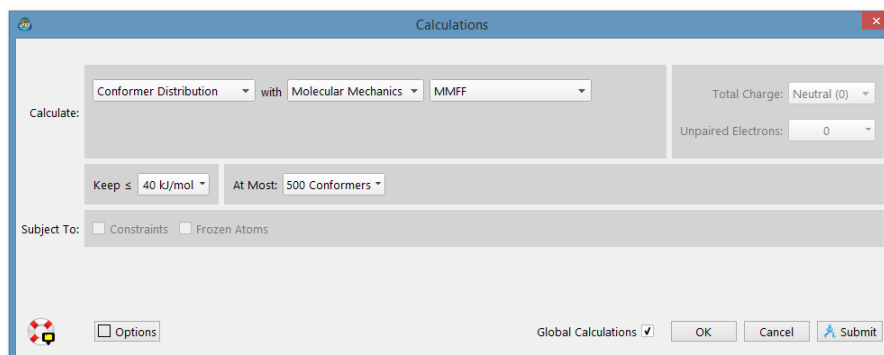 Calculations
Calculate: Conformer Distribution with Molecular Mechanics MMFF
Total Charge: Neutral (0)
Unpaired Electrons: 0
Keep ≤ 40 kJ/mol At Most: 500 Conformers
Subject To: Constraints Frozen Atoms
Options Global Calculations OK Cancel Submit